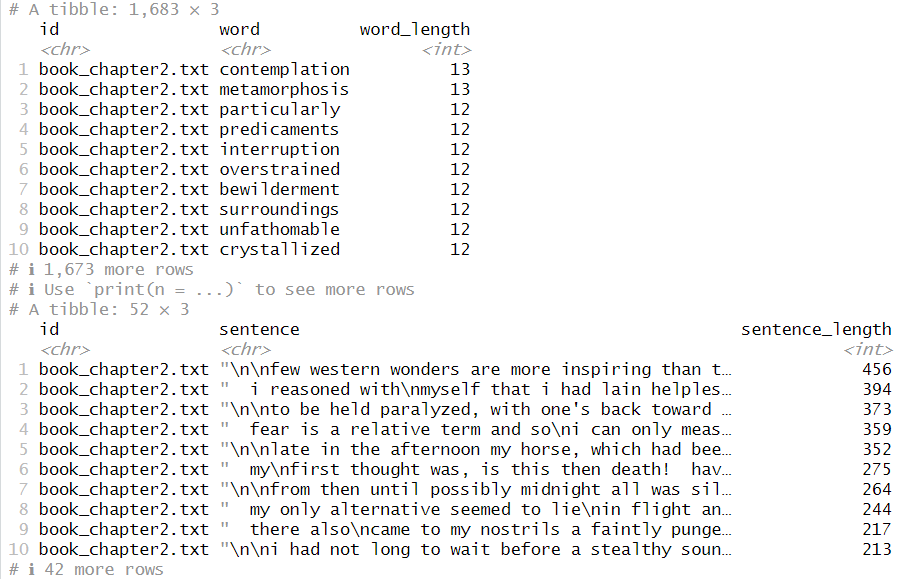 # A tibble: 1,683 × 3
id word word_length
<chr> <chr> <int>
1 book_chapter2.txt contemplation 13
2 book_chapter2.txt metamorphosis 13
3 book_chapter2.txt particularly 12
4 book_chapter2.txt predicaments 12
5 book_chapter2.txt interruption 12
6 book_chapter2.txt overstrained 12
7 book_chapter2.txt bewilderment 12
8 book_chapter2.txt surroundings 12
9 book_chapter2.txt unfathomable 12
10 book_chapter2.txt crystallized 12
# ℹ 1,673 more rows
# ℹ Use `print(n = ...)` to see more rows
# A tibble: 52 × 3
id sentence sentence_length
<chr> <chr> <int>
1 book_chapter2.txt "\n\nfew western wonders are more inspiring than t… 456
2 book_chapter2.txt "  i reasoned with\nmyself that i had lain helples… 394
3 book_chapter2.txt "\n\nto be held paralyzed, with one's back toward … 373
4 book_chapter2.txt "  fear is a relative term and so\ni can only meas… 359
5 book_chapter2.txt "\n\nlate in the afternoon my horse, which had bee… 352
6 book_chapter2.txt "  my\nfirst thought was, is this then death!  hav… 275
7 book_chapter2.txt "\n\nfrom then until possibly midnight all was sil… 264
8 book_chapter2.txt "  my only alternative seemed to lie\nin flight an… 244
9 book_chapter2.txt "  there also\ncame to my nostrils a faintly punge… 217
10 book_chapter2.txt "\n\ni had not long to wait before a stealthy soun… 213
# ℹ 42 more rows